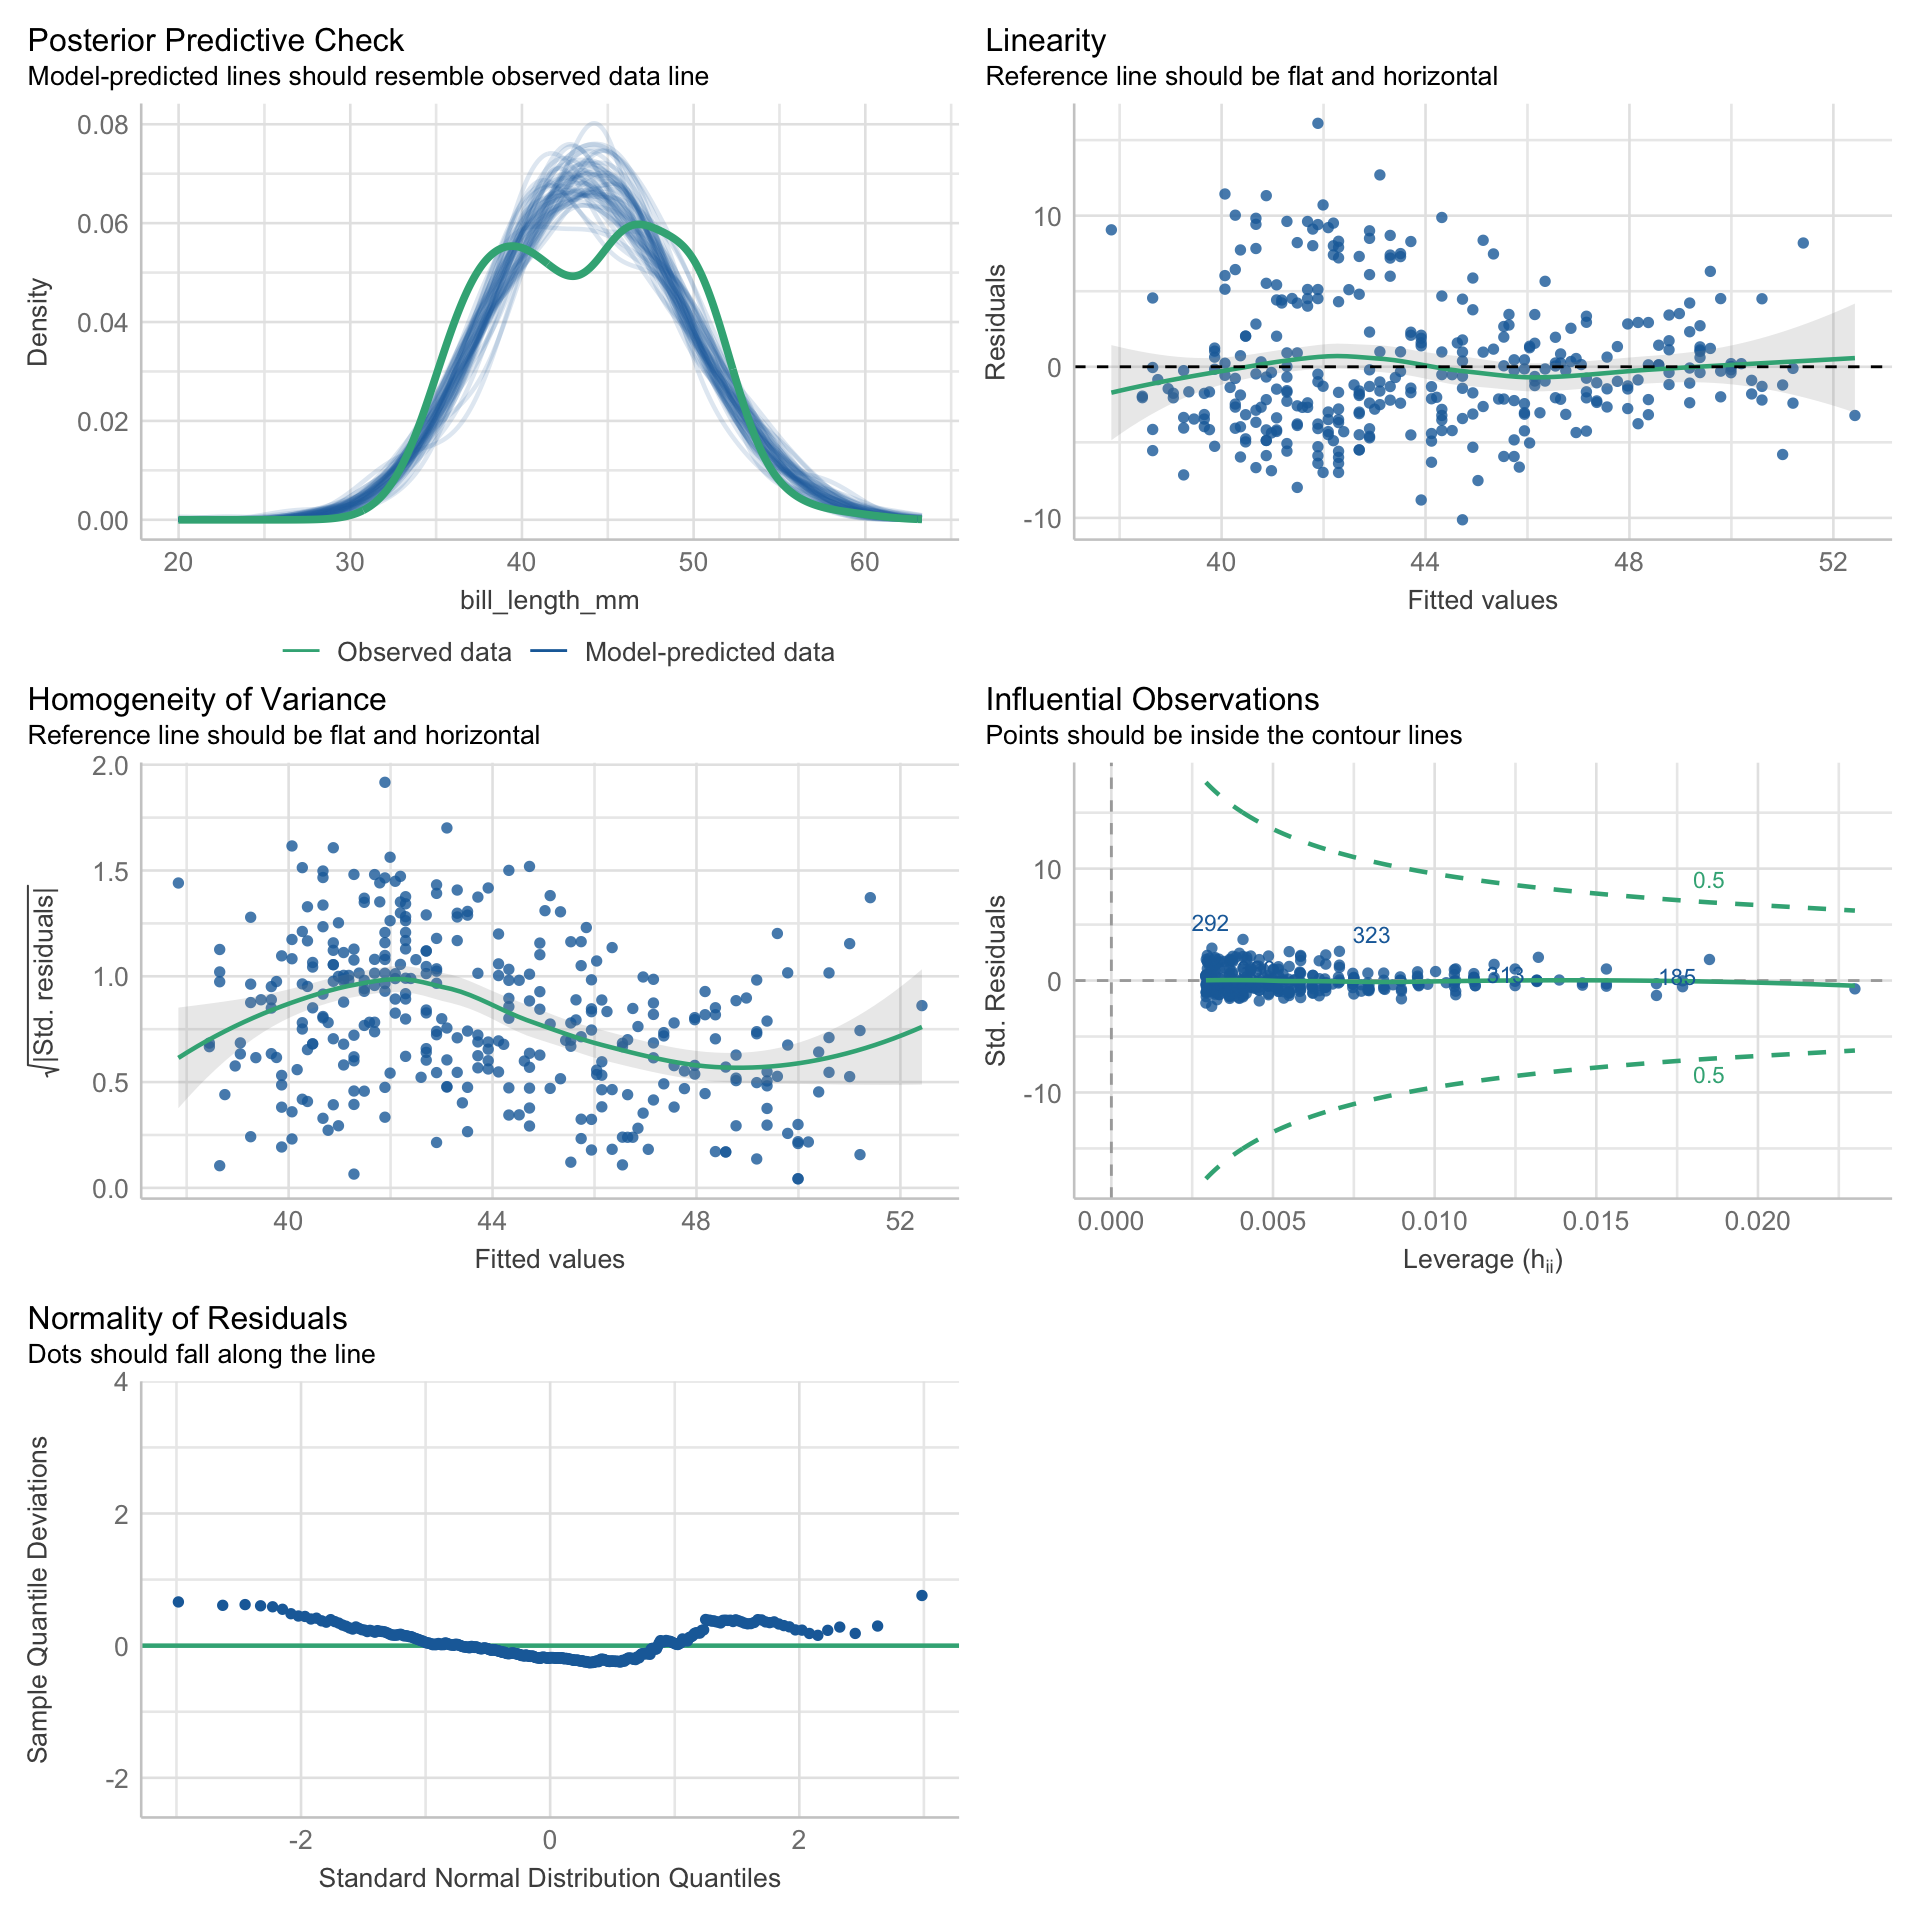 Posterior Predictive Check
Model-predicted lines should resemble observed data line
0.08
0.06
0.04
0.02
0.00
Density
20 30 40 50 60
bill_length_mm
Observed data Model-predicted data
Linearity
Reference line should be flat and horizontal
10
0
-10
Residuals
40 44 48 52
Fitted values
Homogeneity of Variance
Reference line should be flat and horizontal
2.0
1.5
1.0
0.5
0.0
√|Std. residuals|
40 44 48 52
Fitted values
Influential Observations
Points should be inside the contour lines
10
0
-10
Std. Residuals
0.5
292
323
313
185
0.5
0.000 0.005 0.010 0.015 0.020
Leverage (hii)
Normality of Residuals
Dots should fall along the line
4
2
0
-2
Sample Quantile Deviations
-2 0 2
Standard Normal Distribution Quantiles